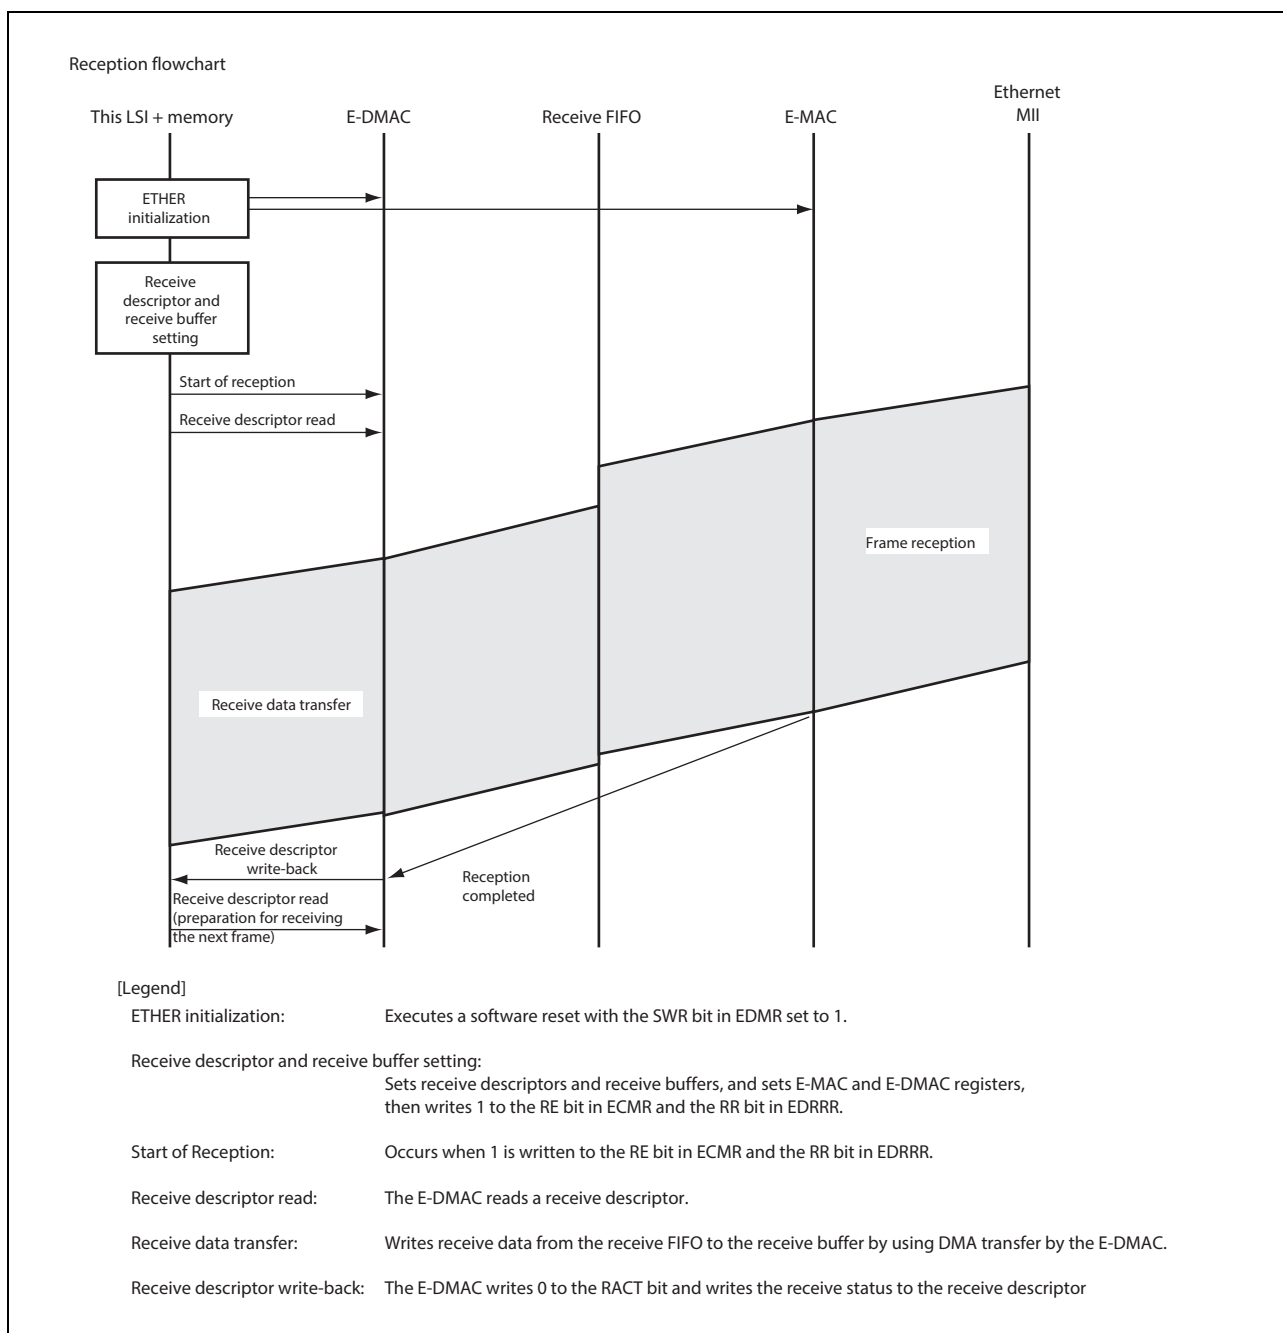 Reception flowchart
This LSI + memory
E-DMAC
Receive FIFO
E-MAC
Ethernet
MII
ETHER
initialization
Receive
descriptor and
receive buffer
setting
Start of reception
Receive descriptor read
Frame reception
Receive data transfer
Receive descriptor
write-back
Reception
completed
Receive descriptor read
(preparation for receiving
the next frame)
[Legend]
ETHER initialization: Executes a software reset with the SWR bit in EDMR set to 1.
Receive descriptor and receive buffer setting:
Sets receive descriptors and receive buffers, and sets E-MAC and E-DMAC registers,
then writes 1 to the RE bit in ECMR and the RR bit in EDRRR.
Start of Reception: Occurs when 1 is written to the RE bit in ECMR and the RR bit in EDRRR.
Receive descriptor read: The E-DMAC reads a receive descriptor.
Receive data transfer: Writes receive data from the receive FIFO to the receive buffer by using DMA transfer by the E-DMAC.
Receive descriptor write-back: The E-DMAC writes 0 to the RACT bit and writes the receive status to the receive descriptor